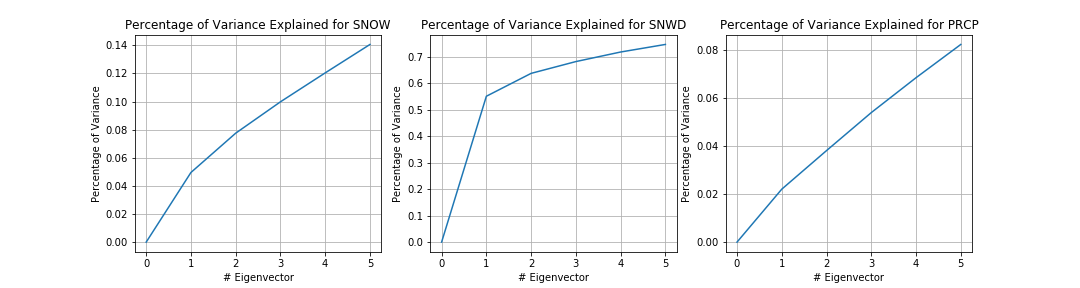 Percentage of Variance Explained for SNOW
Percentage of Variance
0.14
0.12
0.10
0.08
0.06
0.04
0.02
0.00
0 1 2 3 4 5
# Eigenvector
Percentage of Variance Explained for SNWD
Percentage of Variance
0.7
0.6
0.5
0.4
0.3
0.2
0.1
0.0
0 1 2 3 4 5
# Eigenvector
Percentage of Variance Explained for PRCP
Percentage of Variance
0.08
0.06
0.04
0.02
0.00
0 1 2 3 4 5
# Eigenvector